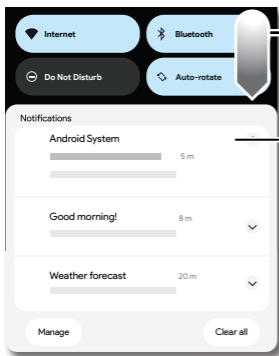 Internet
Bluetooth
Do Not Disturb
Auto-rotate
Notifications
Android System
5 m
Good morning!
8 m
Weather forecast
20 m
Manage
Clear all